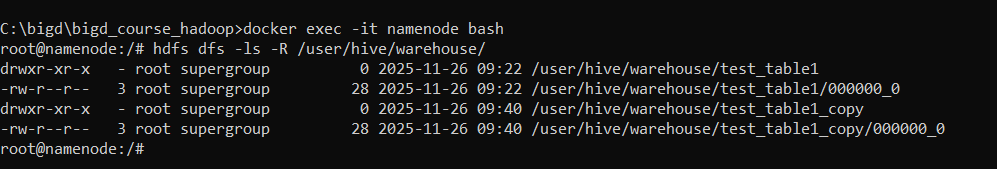 C:\bigd\bigd_course_hadoop>docker exec -it namenode bash
root@namenode:/# hdfs dfs -ls -R /user/hive/warehouse/
drwxr-xr-x   - root supergroup          0 2025-11-26 09:22 /user/hive/warehouse/test_table1
-rw-r--r--   3 root supergroup         28 2025-11-26 09:22 /user/hive/warehouse/test_table1/000000_0
drwxr-xr-x   - root supergroup          0 2025-11-26 09:40 /user/hive/warehouse/test_table1_copy
-rw-r--r--   3 root supergroup         28 2025-11-26 09:40 /user/hive/warehouse/test_table1_copy/000000_0
root@namenode:/#